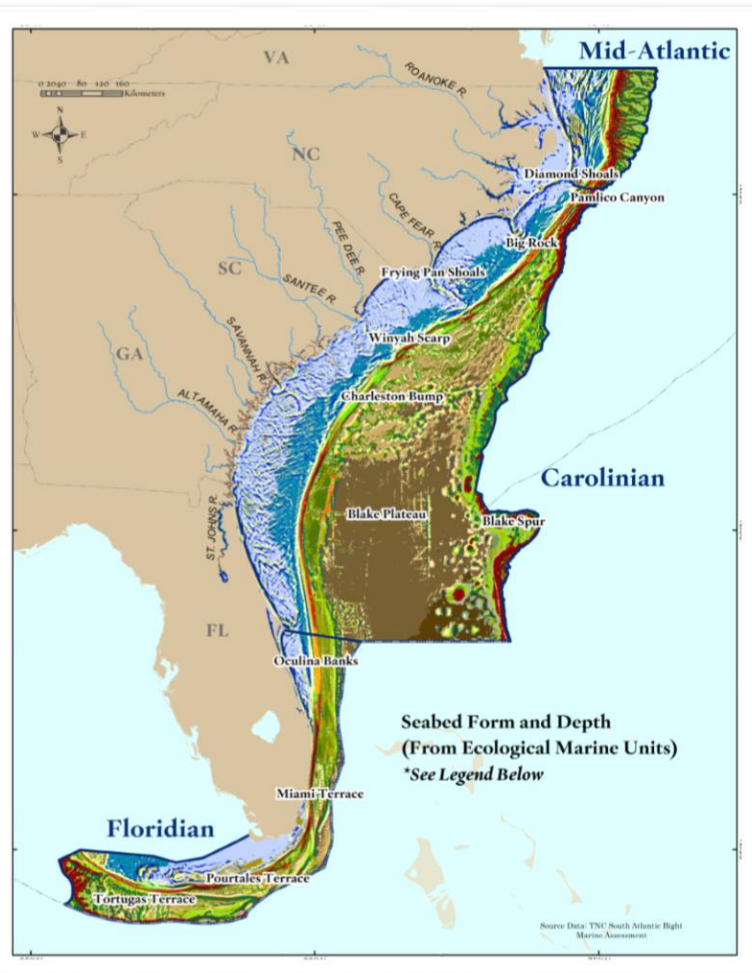 Mid-Atlantic
VA
ROANOKE R.
0 2040 80 120 160
Kilometers
N
W E
S
NC
Diamond Shoals
Pamlico Canyon
CAPE FEAR R.
PEE DEE R.
Big Rock
SC
Frying Pan Shoals
SANTEE R.
SAVANNAH R.
Winyah Scarp
GA
ALTAMAHA R.
Charleston Bump
Carolinian
Blake Plateau
Blake Spur
ST. JOHNS R.
FL
Oculina Banks
Seabed Form and Depth
(From Ecological Marine Units)
*See Legend Below
Miami Terrace
Floridian
Pourtales Terrace
Tortugas Terrace
Source Data: TNC South Atlantic Bight
Marine Assessment